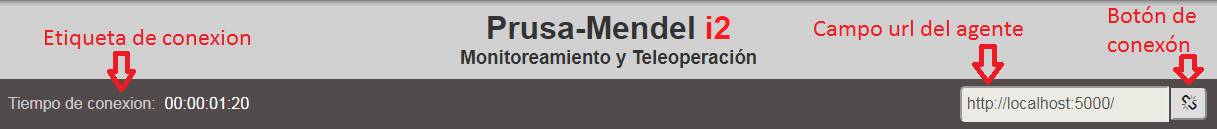 Prusa-Mendel i2
Monitoreamiento y Teleoperación
Etiqueta de conexion
Campo url del agente
Botón de
conexón
Tiempo de conexion: 00:00:01:20
http://localhost:5000/